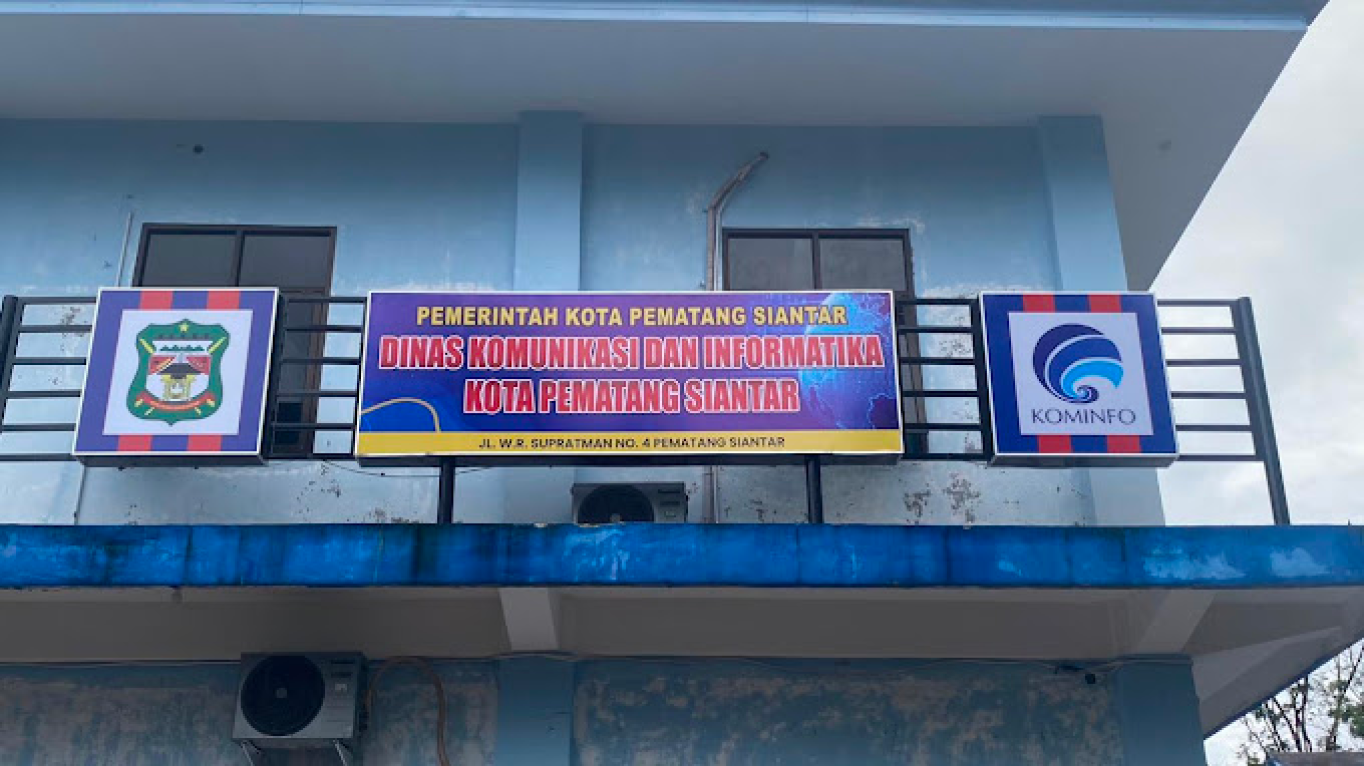 PEMERINTAH KOTA PEMATANG SIANTAR
DINAS KOMUNIKASI DAN INFORMATIKA
KOTA PEMATANG SIANTAR
JL. W.R. SUPRATMAN NO. 4 PEMATANG SIANTAR
KOMINFO